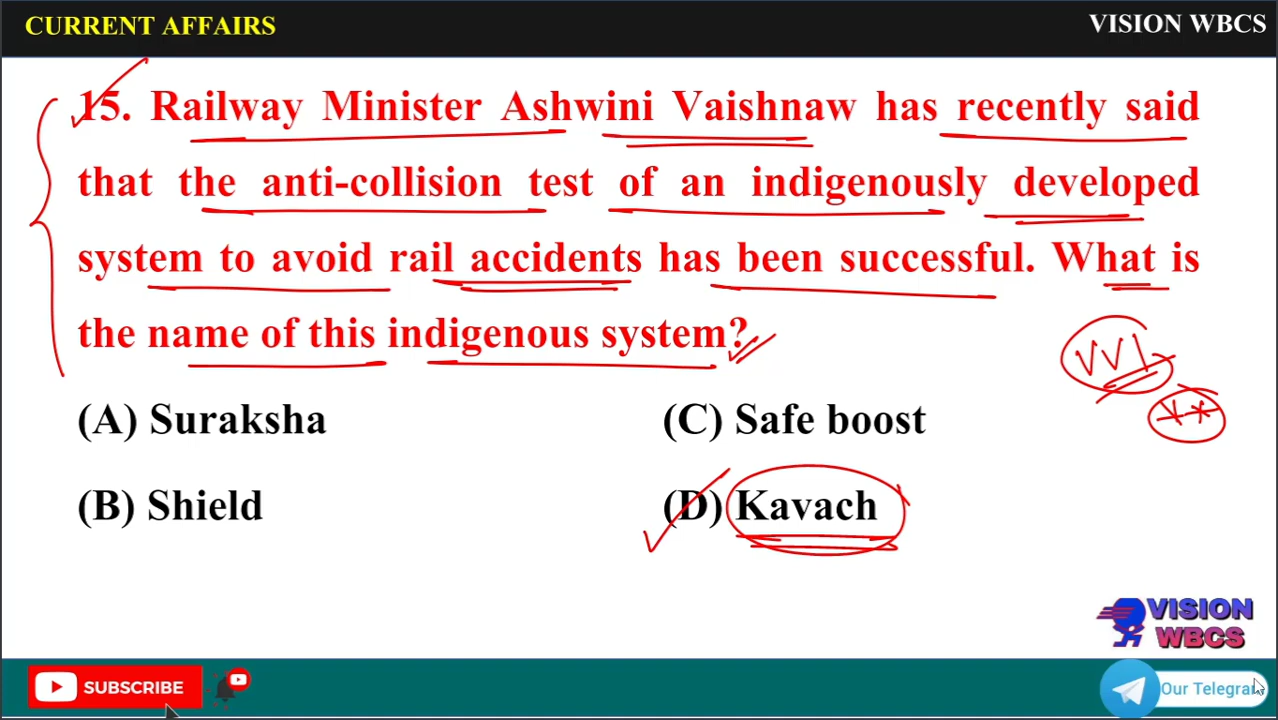 CURRENT AFFAIRS
VISION WBCS
15. Railway Minister Ashwini Vaishnaw has recently said
that the anti-collision test of an indigenously developed
system to avoid rail accidents has been successful. What is
the name of this indigenous system?
VVI
**
(A) Suraksha
(C) Safe boost
(B) Shield
(D) Kavach
VISION
WBCS
SUBSCRIBE
Our Telegram